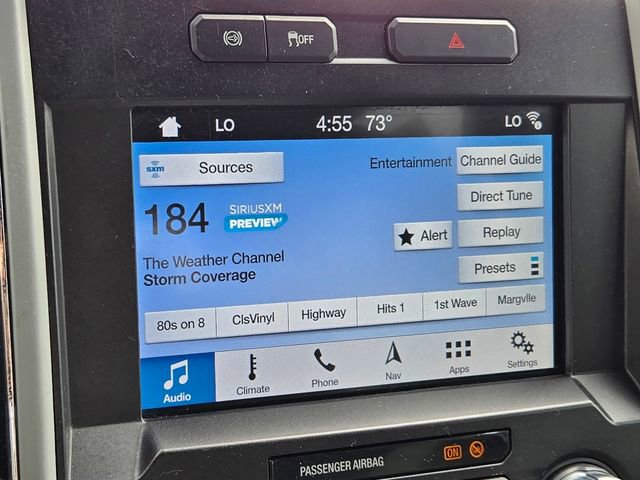 OFF
LO 4:55 73° LO
sxm Sources Entertainment Channel Guide
184 SIRIUSXM
PREVIEW
Direct Tune
Alert Replay
The Weather Channel
Storm Coverage
Presets
80s on 8 ClsVinyl Highway Hits 1 1st Wave Margvlle
Audio Climate Phone Nav Apps Settings
PASSENGER AIRBAG ON